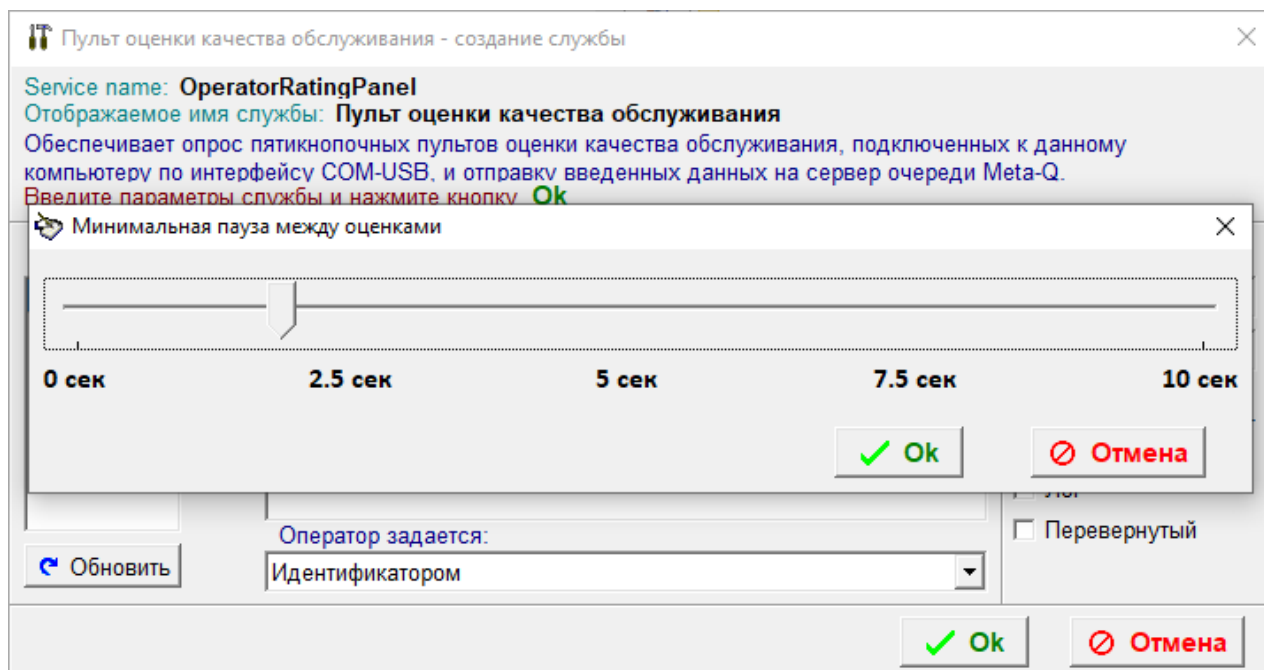 Пульт оценки качества обслуживания - создание службы
Service name: OperatorRatingPanel
Отображаемое имя службы: Пульт оценки качества обслуживания
Обеспечивает опрос пятикнопочных пультов оценки качества обслуживания, подключенных к данному
компьютеру по интерфейсу COM-USB, и отправку введенных данных на сервер очереди Meta-Q.
Введите параметры службы и нажмите кнопку Ok
Минимальная пауза между оценками
0 сек 2.5 сек 5 сек 7.5 сек 10 сек
Ok Отмена
Оператор задается:
Перевернутый
Обновить
Идентификатором
Ok Отмена